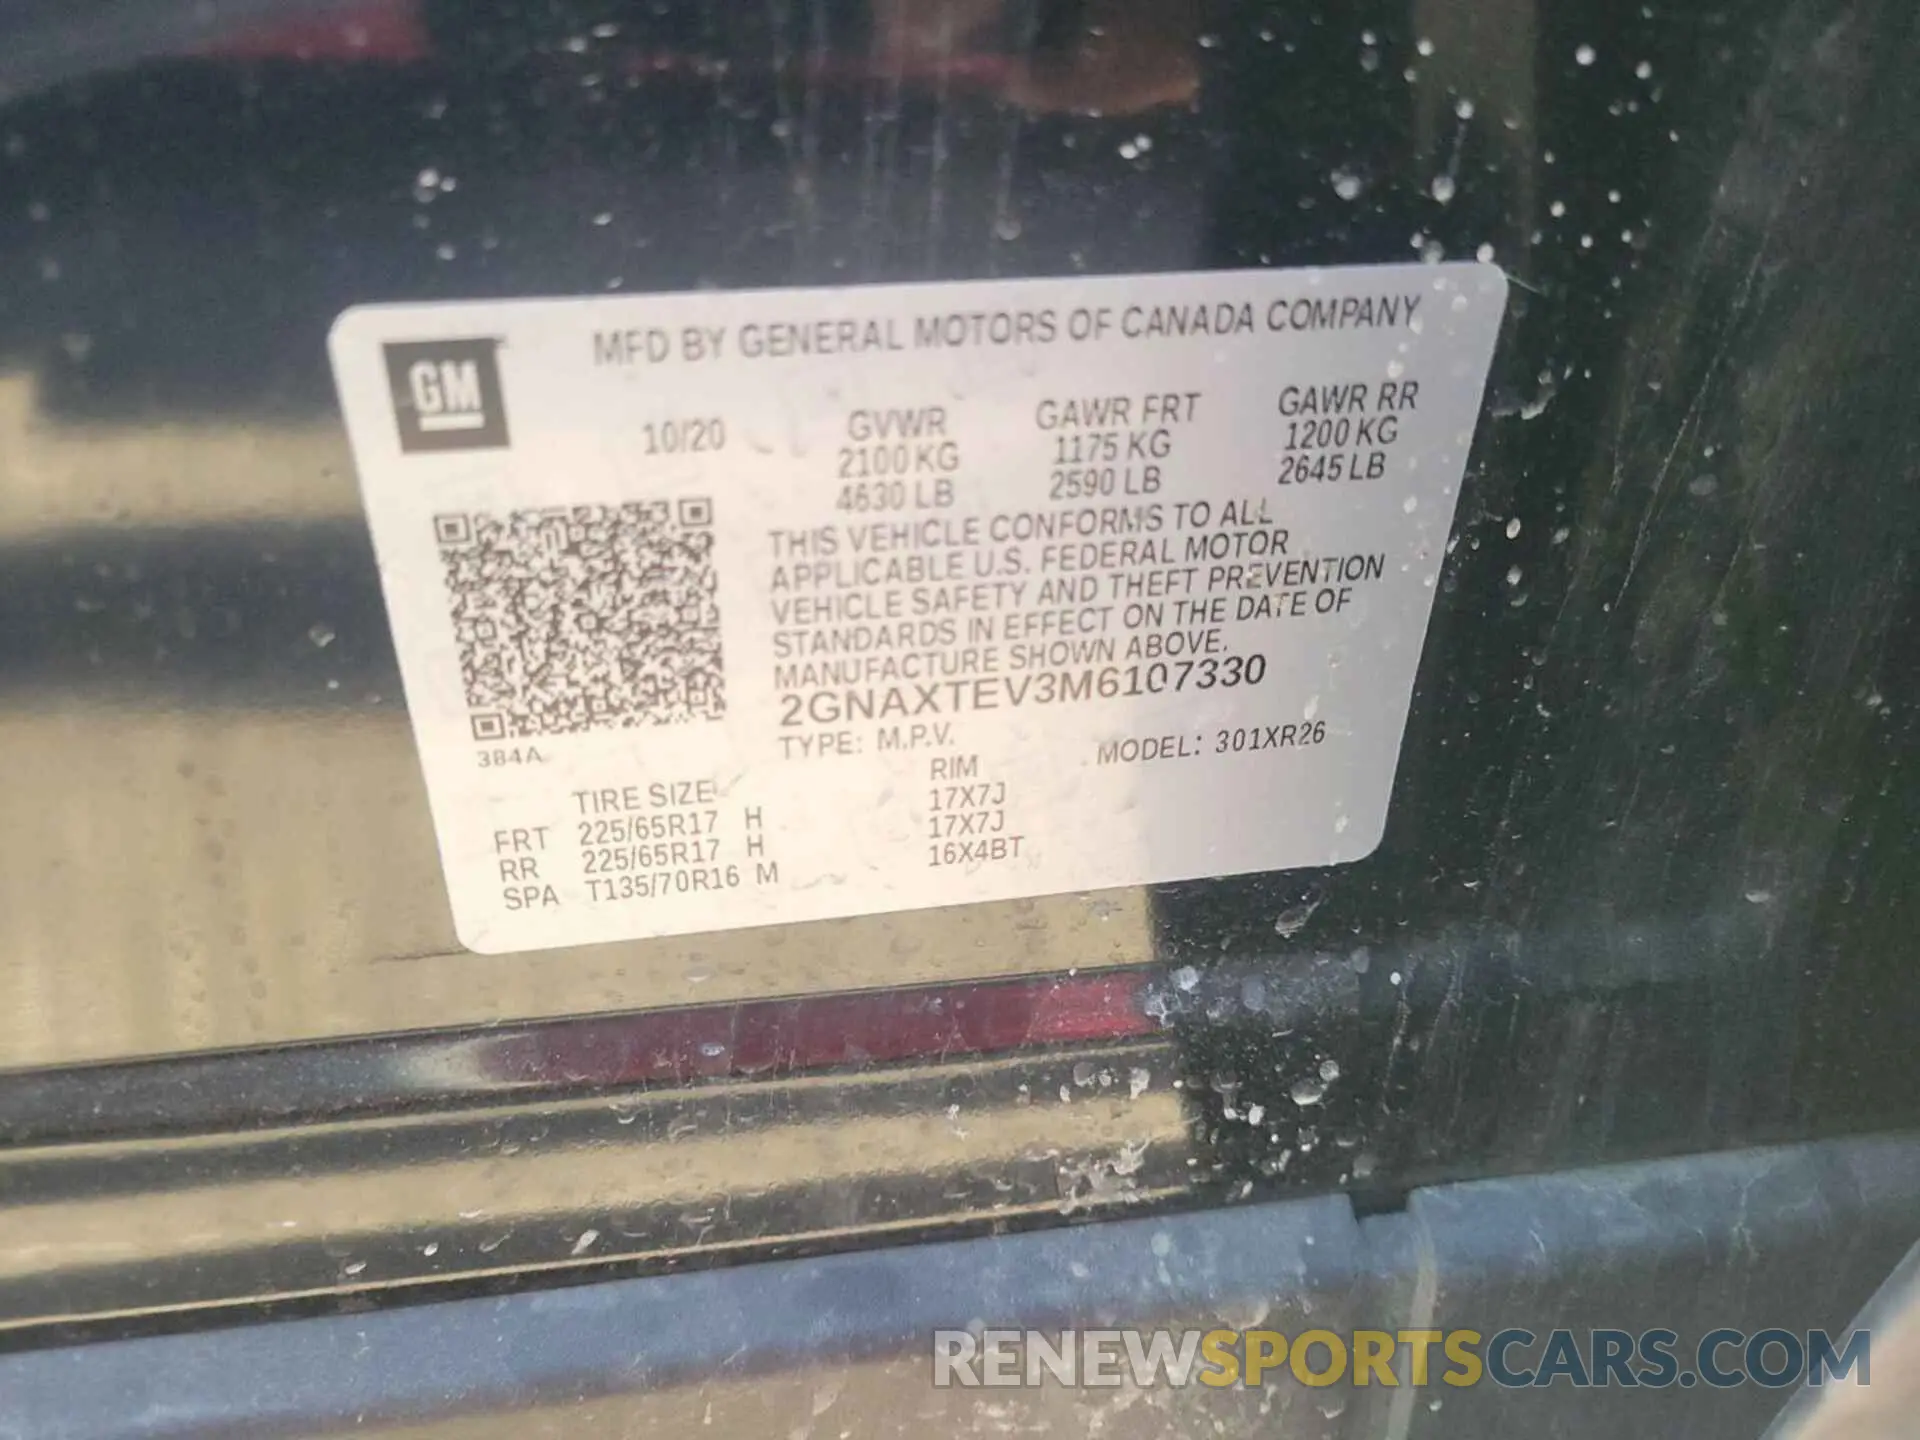 GM
MFD BY GENERAL MOTORS OF CANADA COMPANY
10/20 GVWR GAWR FRT GAWR RR
2100 KG 1175 KG 1200 KG
4630 LB 2590 LB 2645 LB
THIS VEHICLE CONFORMS TO ALL
APPLICABLE U.S. FEDERAL MOTOR
VEHICLE SAFETY AND THEFT PREVENTION
STANDARDS IN EFFECT ON THE DATE OF
MANUFACTURE SHOWN ABOVE.
2GNAXTEV3M6107330
384A
TYPE: M.P.V. MODEL: 301XR26
TIRE SIZE RIM
FRT 225/65R17 H 17X7J
RR 225/65R17 H 17X7J
SPA T135/70R16 M 16X4BT
RENEWSPORTSCARS.COM